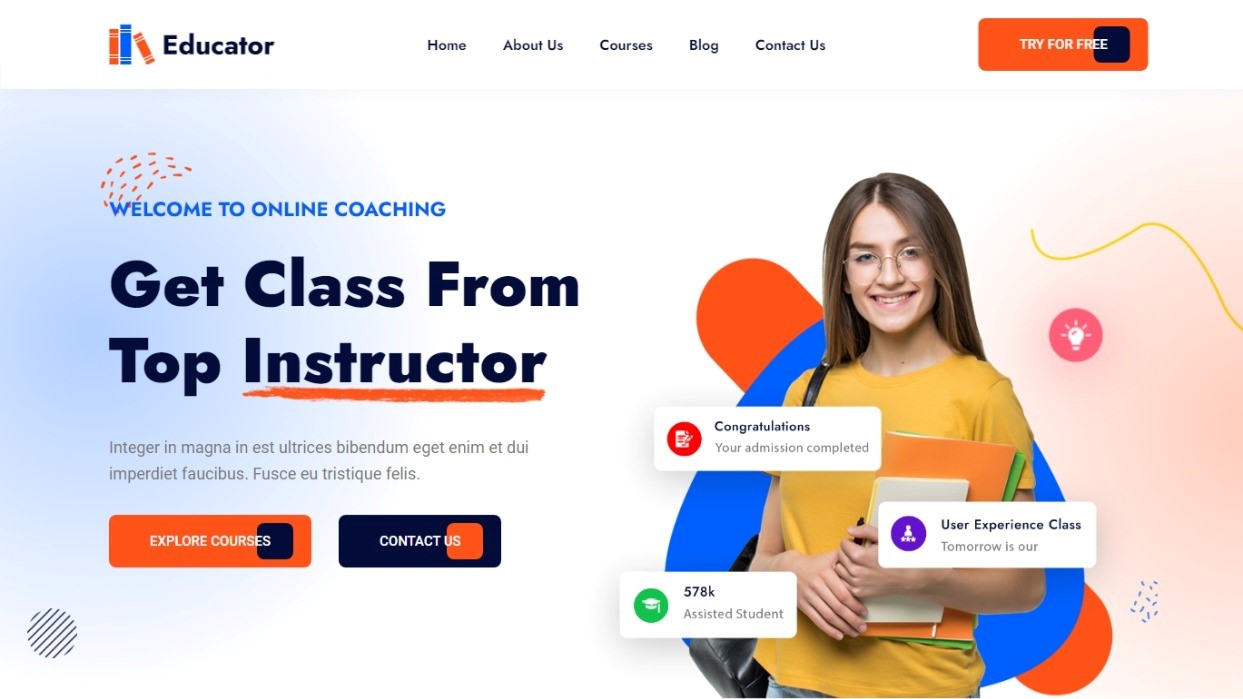 Educator
Home
About Us
Courses
Blog
Contact Us
TRY FOR FREE
WELCOME TO ONLINE COACHING
Get Class From
Top Instructor
Integer in magna in est ultrices bibendum eget enim et dui
imperdiet faucibus. Fusce eu tristique felis.
EXPLORE COURSES
CONTACT US
Congratulations
Your admission completed
User Experience Class
Tomorrow is our
578k
Assisted Student